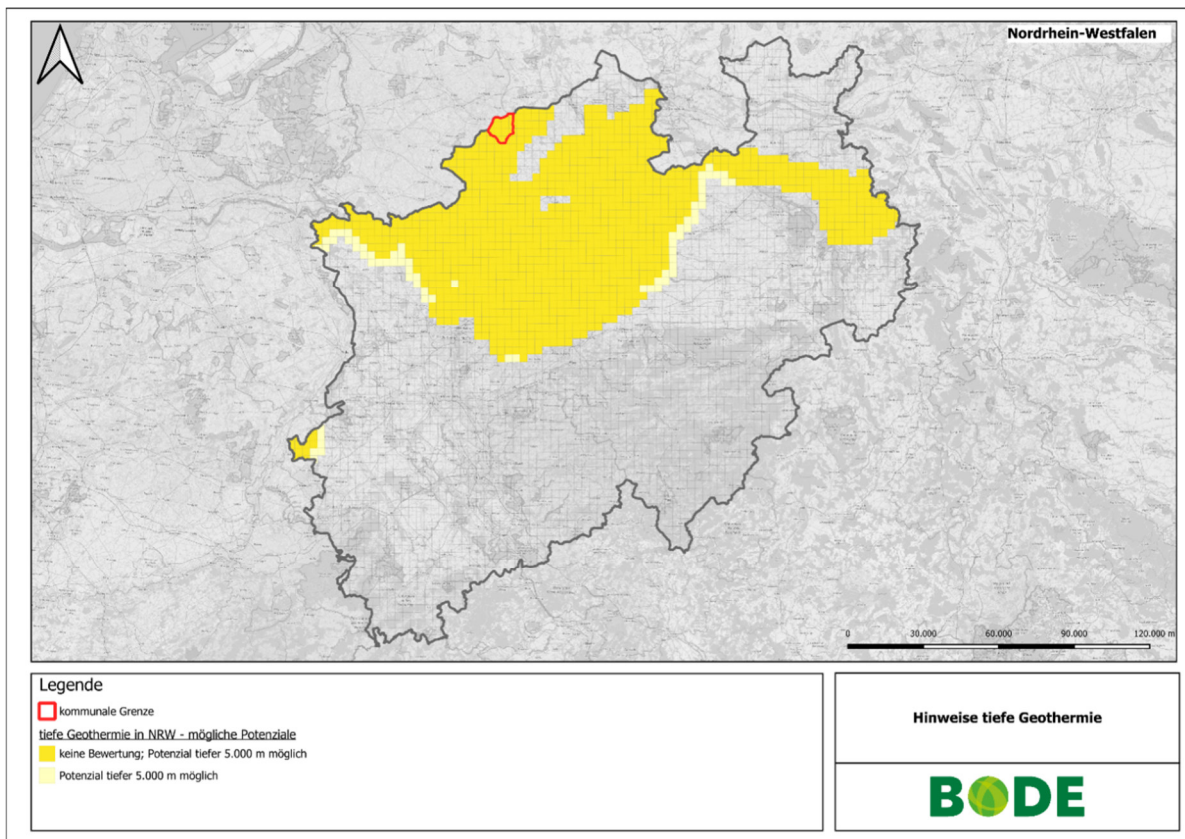 Nordrhein-Westfalen
0 30.000 60.000 90.000 120.000 m
Legende
kommunale Grenze
tiefe Geothermie in NRW - mögliche Potenziale
keine Bewertung; Potenzial tiefer 5.000 m möglich
Potenzial tiefer 5.000 m möglich
Hinweise tiefe Geothermie
BODE